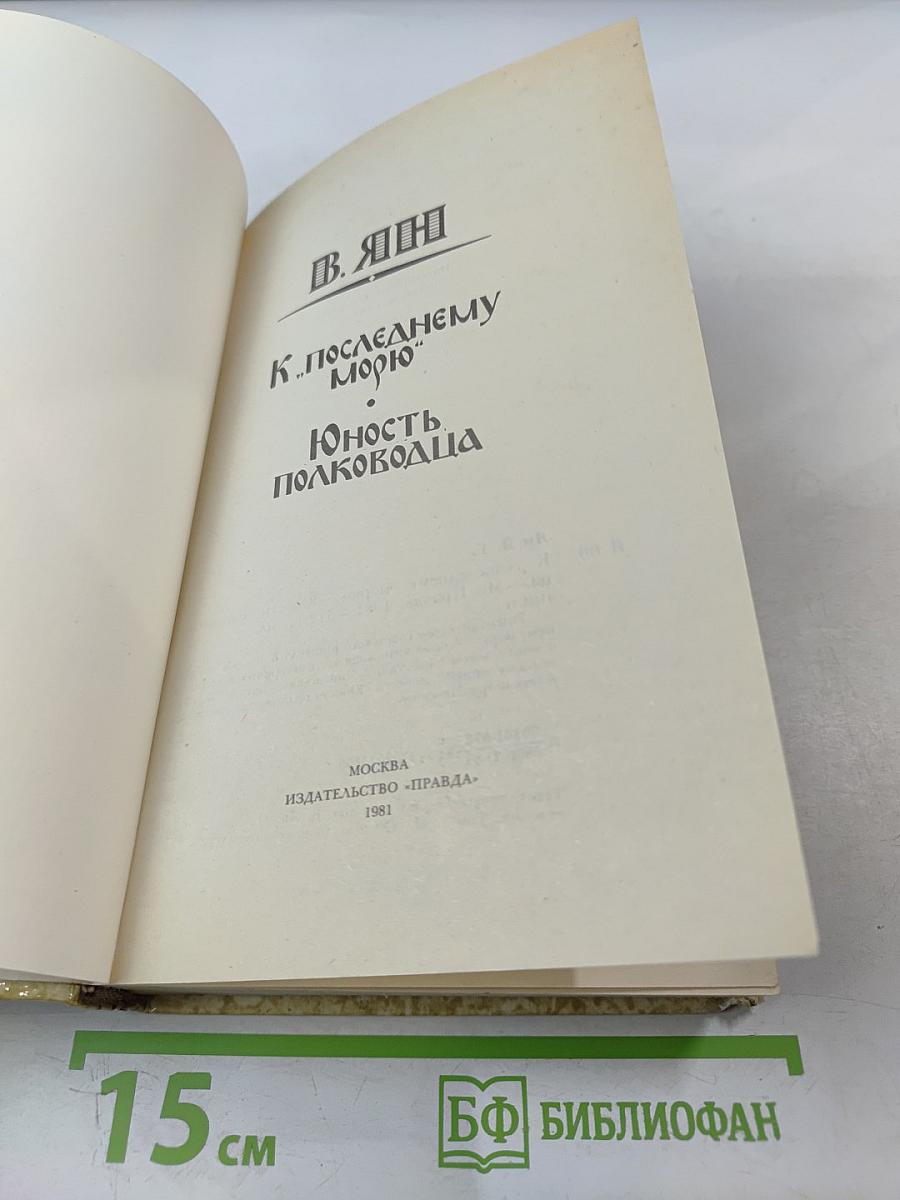 В. ЯН
К „ПОСЛЕДНЕМУ
МОРЮ“
•
ЮНОСТЬ
ПОЛКОВОДЦА
МОСКВА
ИЗДАТЕЛЬСТВО «ПРАВДА»
1981
15 см
БФ БИБЛИОФАН